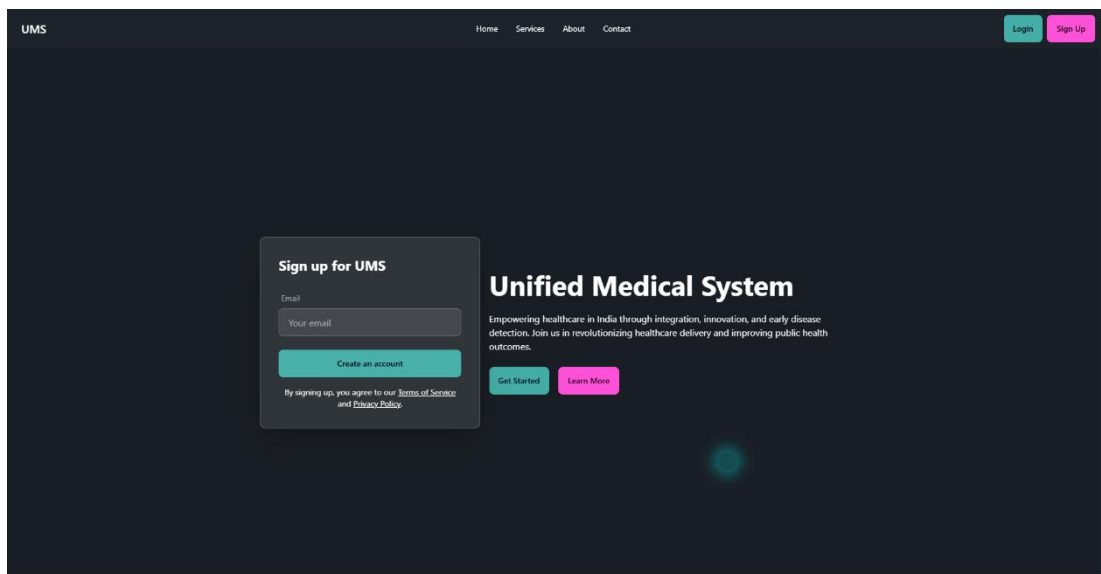 UMS
Home Services About Contact
Login Sign Up
Sign up for UMS
Email
Your email
Create an account
By signing up, you agree to our Terms of Service
and Privacy Policy.
Unified Medical System
Empowering healthcare in India through integration, innovation, and early disease
detection. Join us in revolutionizing healthcare delivery and improving public health
outcomes.
Get Started Learn More